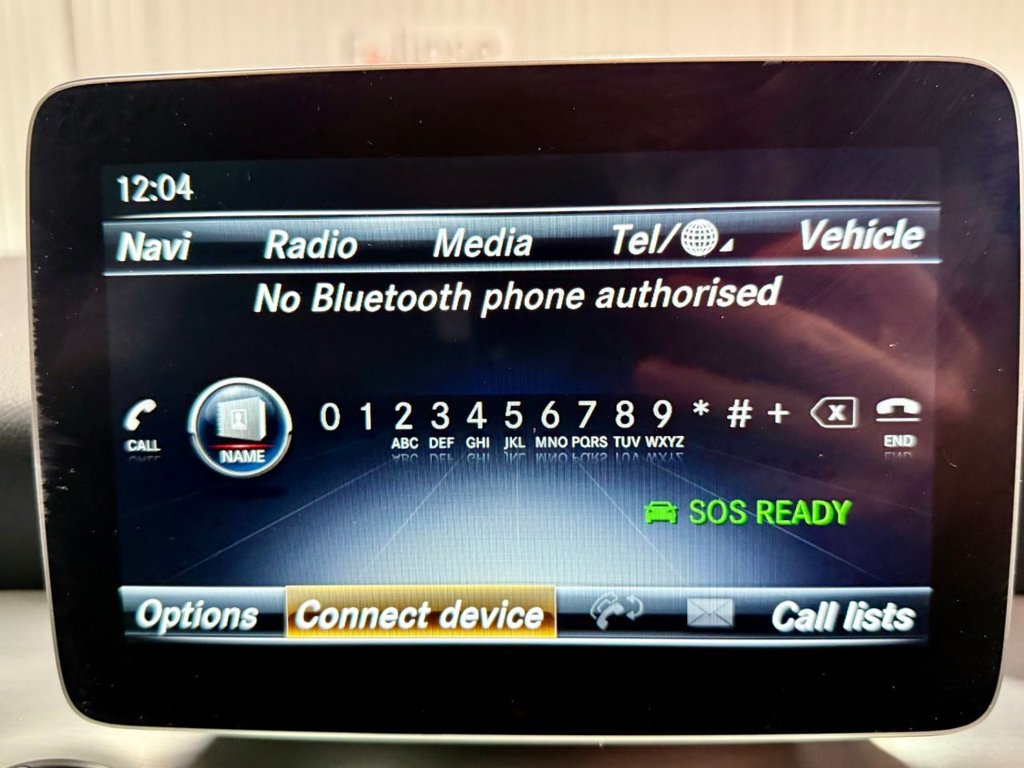 12:04
Navi Radio Media Tel/ Vehicle
No Bluetooth phone authorised
0 1 2 3 4 5 6 7 8 9 * # + x
CALL NAME ABC DEF GHI JKL MNO PQRS TUV WXYZ END
SOS READY
Options Connect device Call lists